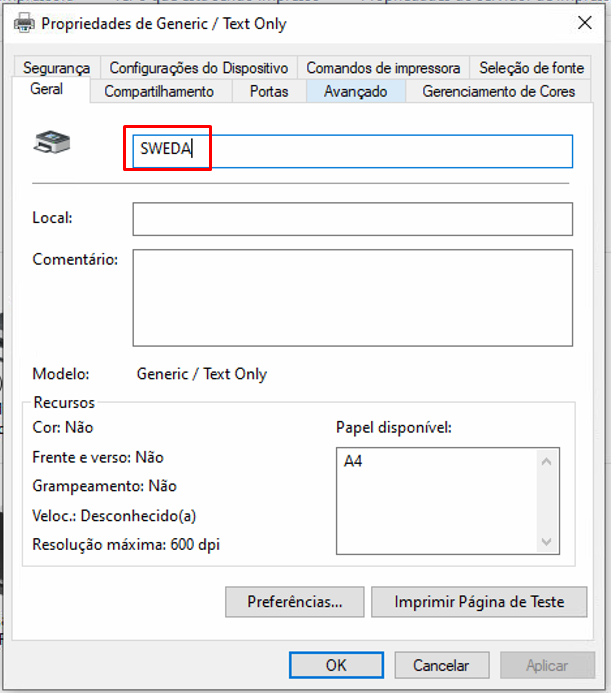 Propriedades de Generic / Text Only
Segurança Configurações do Dispositivo Comandos de impressora Seleção de fonte
Geral Compartilhamento Portas Avançado Gerenciamento de Cores
SWEDA
Local:
Comentário:
Modelo: Generic / Text Only
Recursos
Cor: Não
Papel disponível:
Frente e verso: Não
A4
Grampeamento: Não
Veloc.: Desconhecido(a)
Resolução máxima: 600 dpi
Preferências... Imprimir Página de Teste
OK Cancelar Aplicar